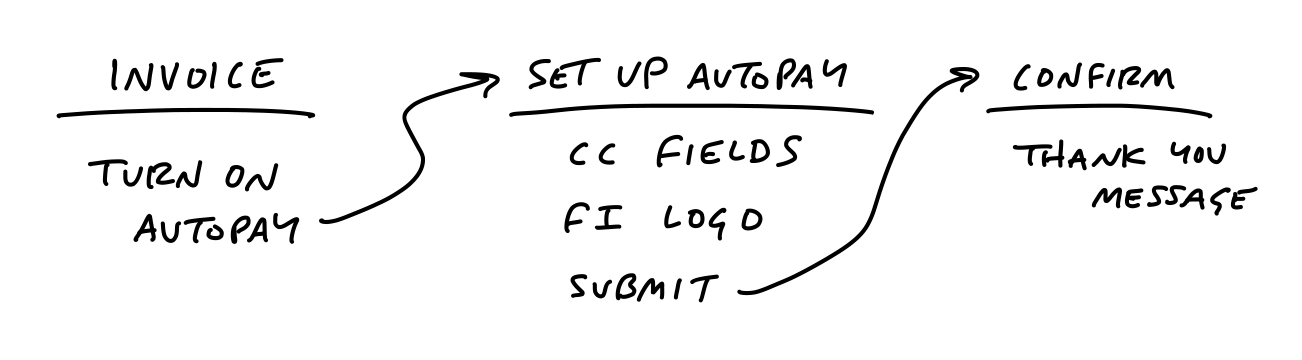 INVOICE
TURN ON
AUTOPAY
SET UP AUTOPAY
CC FIELDS
FI LOGO
SUBMIT
CONFIRM
THANK YOU
MESSAGE